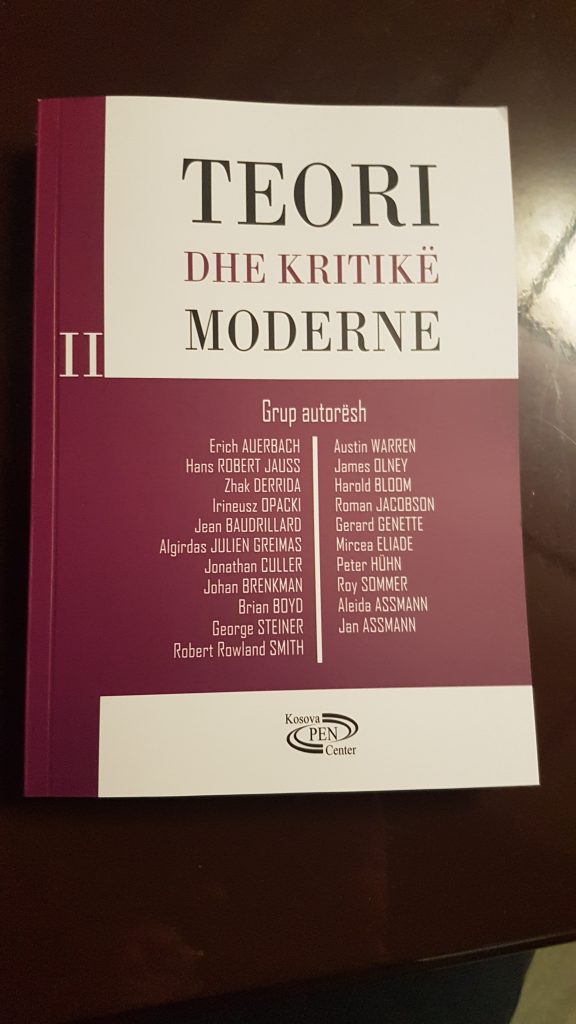 TEORI
DHE KRITIKË
MODERNE
II
Grup autorësh
Erich AUERBACH
Hans ROBERT JAUSS
Zhak DERRIDA
Irineusz OPACKI
Jean BAUDRILLARD
Algirdas JULIEN GREIMAS
Jonathan CULLER
Johan BRENKMAN
Brian BOYD
George STEINER
Robert Rowland SMITH
Austin WARREN
James OLNEY
Harold BLOOM
Roman JACOBSON
Gerard GENETTE
Mircea ELIADE
Peter HÜHN
Roy SOMMER
Aleida ASSMANN
Jan ASSMANN
Kosova
PEN
Center